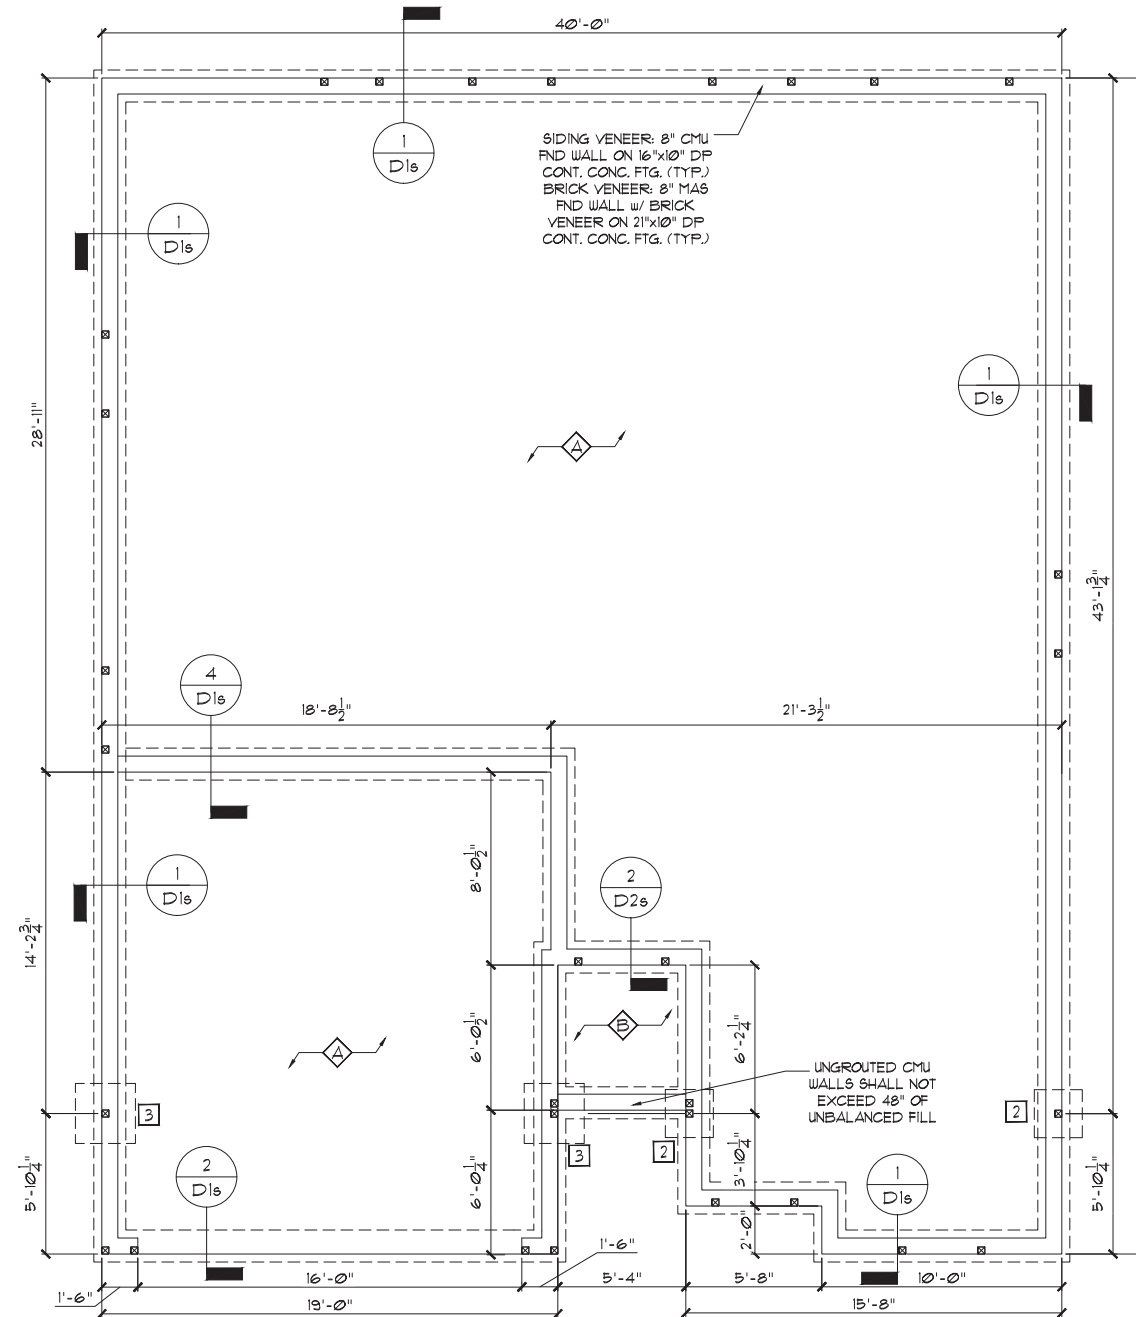 40'-0"
1
D1s
SIDING VENEER: 8" CMU
FND WALL ON 16"x10" DP
CONT. CONC. FTG. (TYP.)
BRICK VENEER: 8" MAS
FND WALL w/ BRICK
VENEER ON 21"x10" DP
CONT. CONC. FTG. (TYP.)
1
D1s
1
D1s
28'-11"
A
43'-1 3/4"
4
D1s
18'-8 1/2"
21'-3 1/2"
8'-0 1/2"
1
D1s
2
D2s
14'-2 3/4"
6'-0 1/2"
B
6'-2 1/4"
A
UNGROUTED CMU
WALLS SHALL NOT
EXCEED 48" OF
UNBALANCED FILL
3
2
3
2
2
D1s
1
D1s
5'-10 1/4"
6'-0 1/4"
3'-10 1/4"
5'-10 1/4"
2'-0"
1'-6"
16'-0"
5'-4"
5'-8"
10'-0"
1'-6"
19'-0"
15'-8"